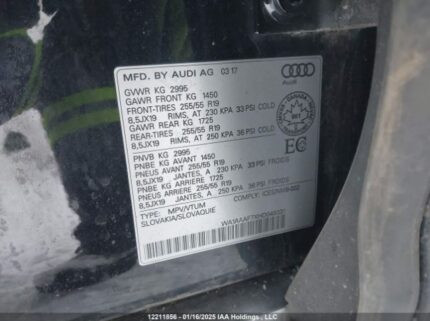 MFD. BY AUDI AG 03 17
Audi
GVWR KG 2995
GAWR FRONT KG 1450
FRONT-TIRES 255/55 R19
8,5JX19 RIMS, AT 230 KPA 33 PSI COLD
GAWR REAR KG 1725
REAR-TIRES 255/55 R19
8,5JX19 RIMS, AT 250 KPA 36 PSI COLD
CANADA
EC
PNVB KG 2995
PNBE KG AVANT 1450
PNEUS AVANT 255/55 R19
8,5JX19 JANTES, A 230 KPA 33 PSI FROIDS
PNBE KG ARRIERE 1725
PNEUS ARRIERE 255/55 R19
8,5JX19 JANTES, A 250 KPA 36 PSI FROIDS
TYPE: MPV/VTUM COMPLY:
SLOVAKIA/SLOVAQUIE
12211656 - 01/16/2025 IAA Holdings , LLC